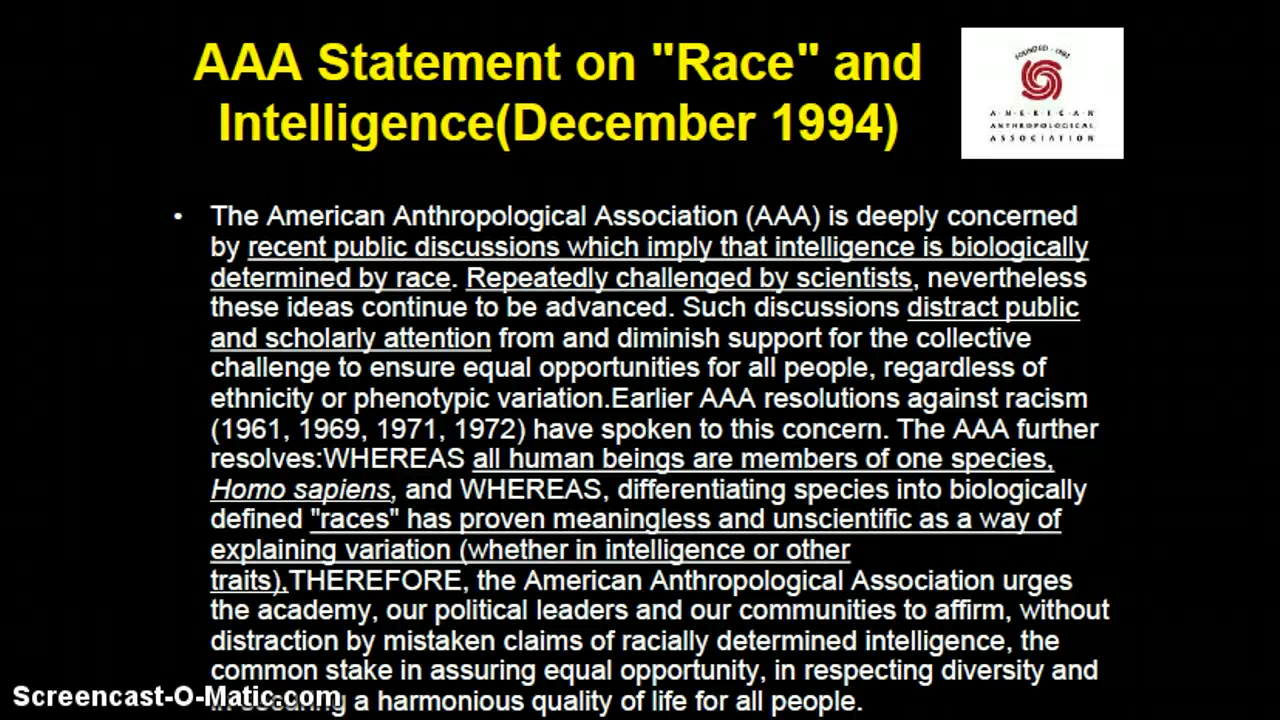 AAA Statement on "Race" and
Intelligence(December 1994)
FOUNDED - 1902
A·M·E·R·I·C·A·N
ANTHROPOLOGICAL
ASSOCIATION
• The American Anthropological Association (AAA) is deeply concerned
by recent public discussions which imply that intelligence is biologically
determined by race. Repeatedly challenged by scientists, nevertheless
these ideas continue to be advanced. Such discussions distract public
and scholarly attention from and diminish support for the collective
challenge to ensure equal opportunities for all people, regardless of
ethnicity or phenotypic variation.Earlier AAA resolutions against racism
(1961, 1969, 1971, 1972) have spoken to this concern. The AAA further
resolves:WHEREAS all human beings are members of one species,
Homo sapiens, and WHEREAS, differentiating species into biologically
defined "races" has proven meaningless and unscientific as a way of
explaining variation (whether in intelligence or other
traits),THEREFORE, the American Anthropological Association urges
the academy, our political leaders and our communities to affirm, without
distraction by mistaken claims of racially determined intelligence, the
common stake in assuring equal opportunity, in respecting diversity and
in securing a harmonious quality of life for all people.
Screencast-O-Matic.com